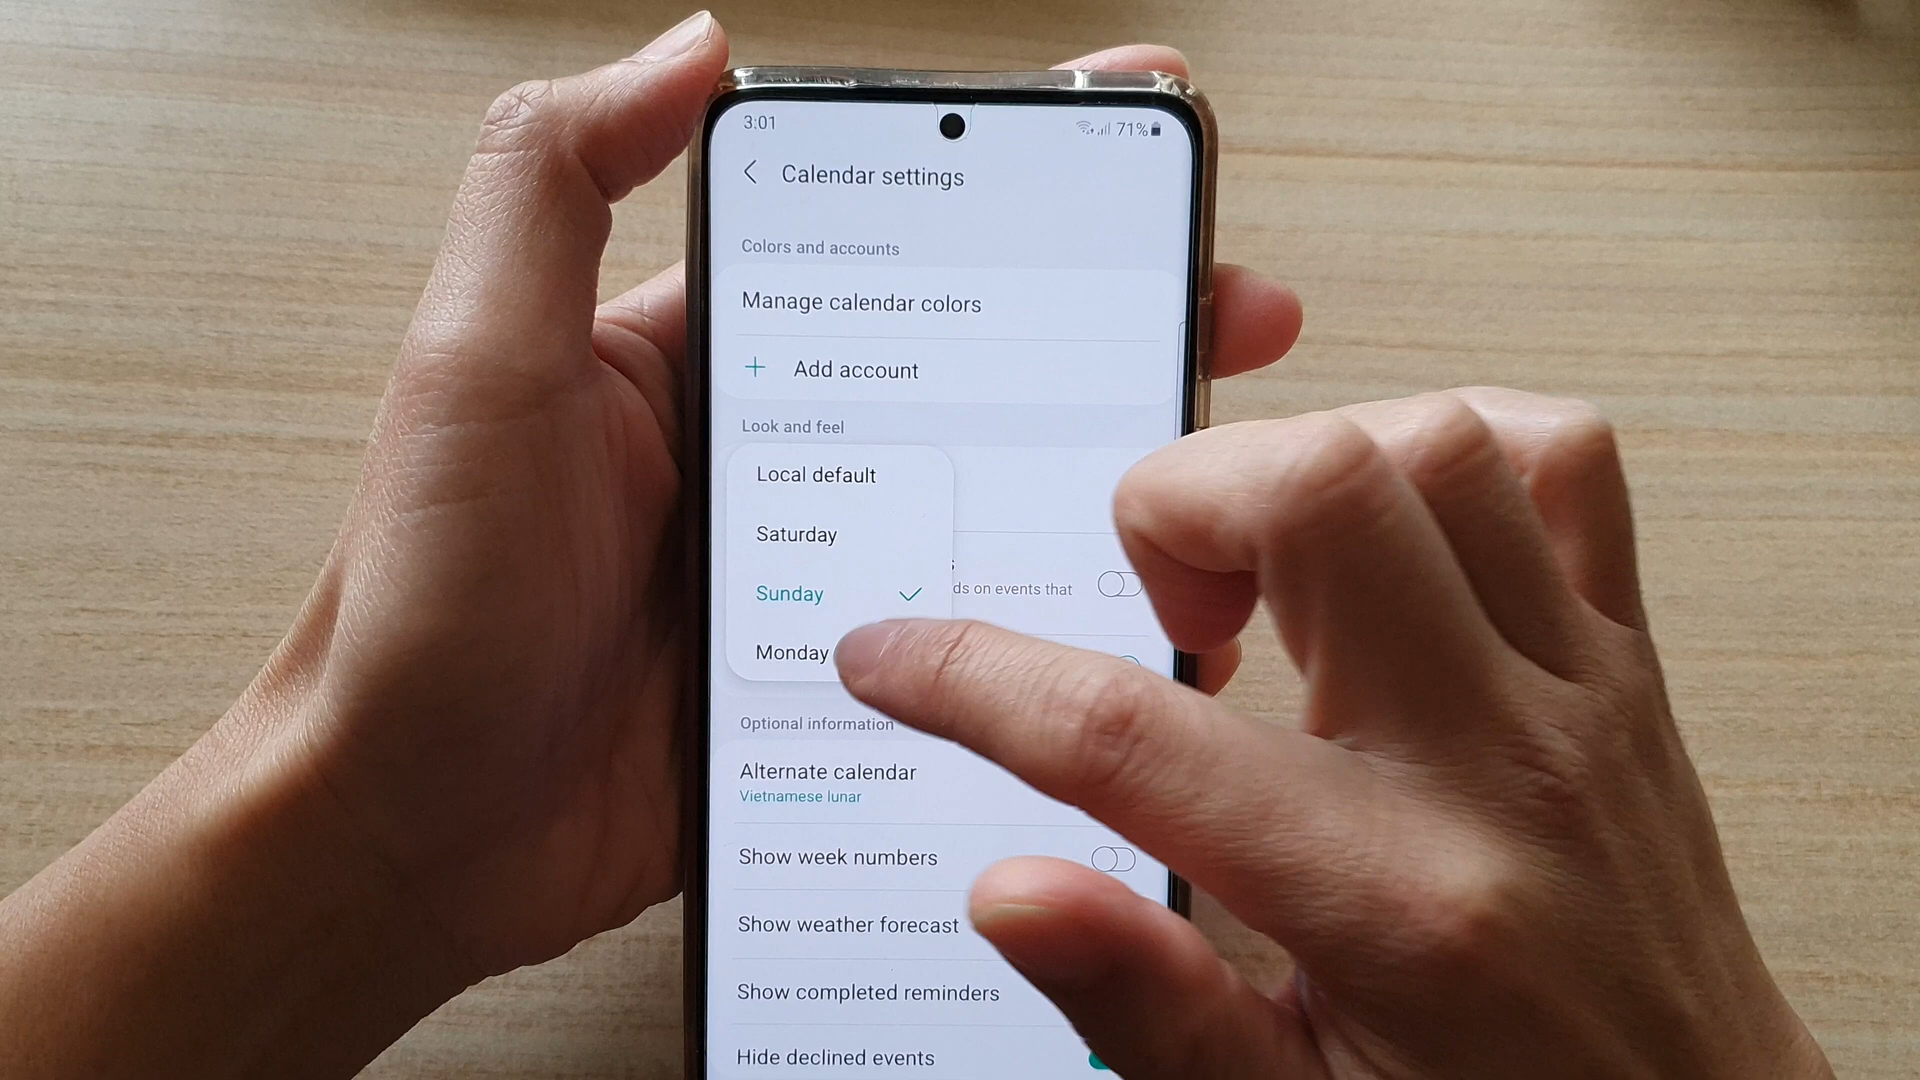 3:01
71%
Calendar settings
Colors and accounts
Manage calendar colors
+ Add account
Look and feel
Local default
Saturday
Sunday
ds on events that
Monday
Optional information
Alternate calendar
Vietnamese lunar
Show week numbers
Show weather forecast
Show completed reminders
Hide declined events